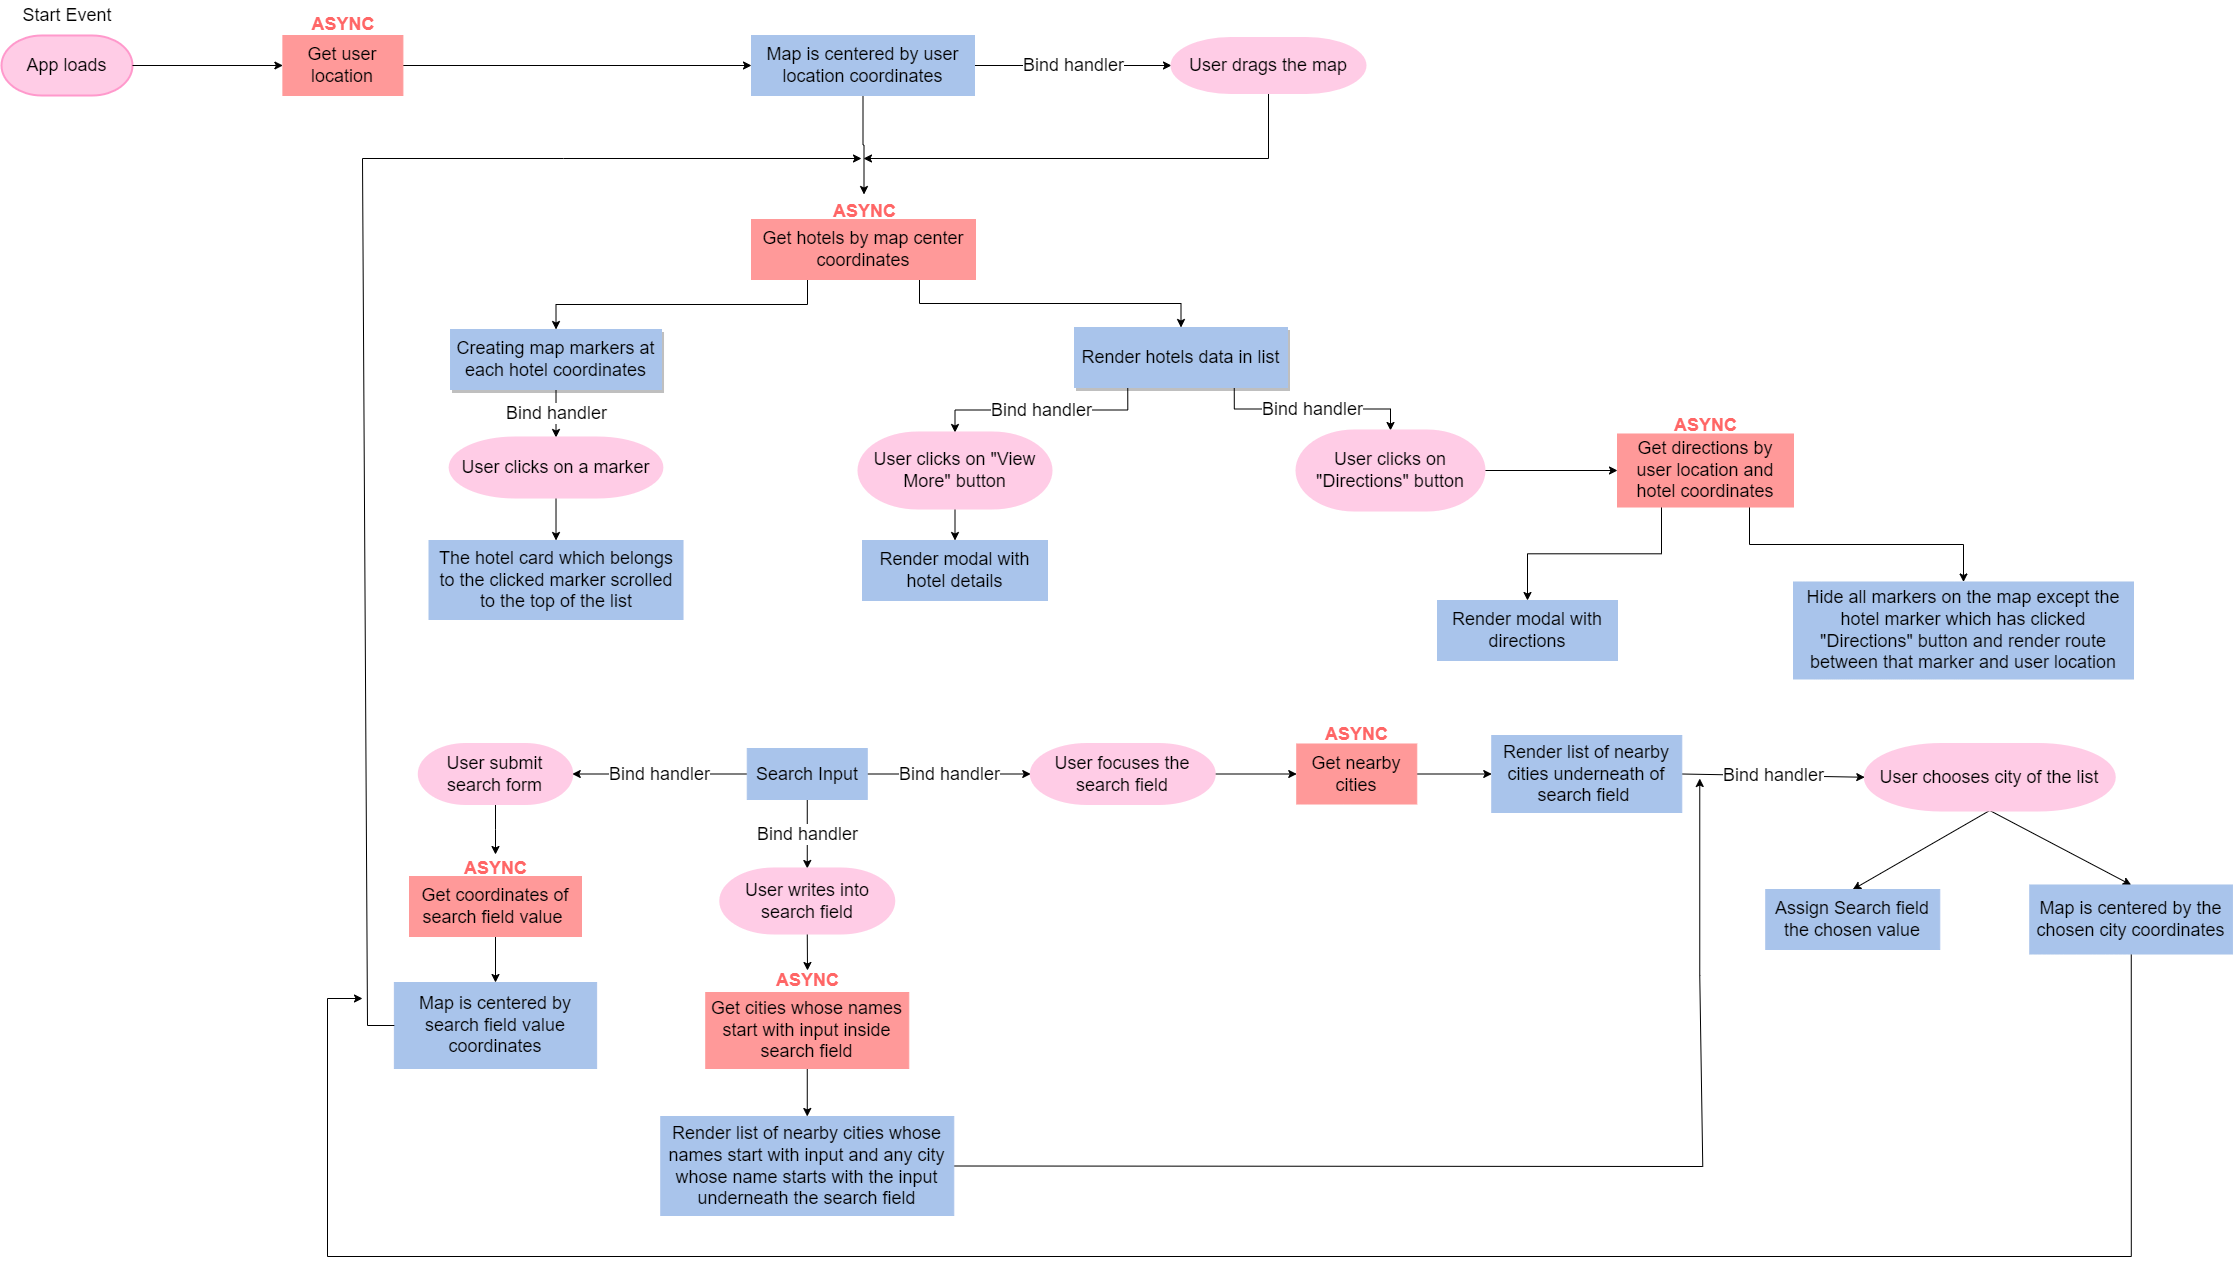 Start Event
App loads
ASYNC
Get user
location
Map is centered by user
location coordinates
Bind handler
User drags the map
ASYNC
Get hotels by map center
coordinates
Creating map markers at
each hotel coordinates
Bind handler
User clicks on a marker
The hotel card which belongs
to the clicked marker scrolled
to the top of the list
Render hotels data in list
Bind handler
Bind handler
User clicks on "View
More" button
Render modal with
hotel details
User clicks on
"Directions" button
ASYNC
Get directions by
user location and
hotel coordinates
Render modal with
directions
Hide all markers on the map except the
hotel marker which has clicked
"Directions" button and render route
between that marker and user location
User submit
search form
Bind handler
Search Input
Bind handler
User focuses the
search field
ASYNC
Get nearby
cities
Render list of nearby
cities underneath of
search field
Bind handler
User chooses city of the list
Assign Search field
the chosen value
Map is centered by the
chosen city coordinates
ASYNC
Get coordinates of
search field value
Map is centered by
search field value
coordinates
Bind handler
User writes into
search field
ASYNC
Get cities whose names
start with input inside
search field
Render list of nearby cities whose
names start with input and any city
whose name starts with the input
underneath the search field